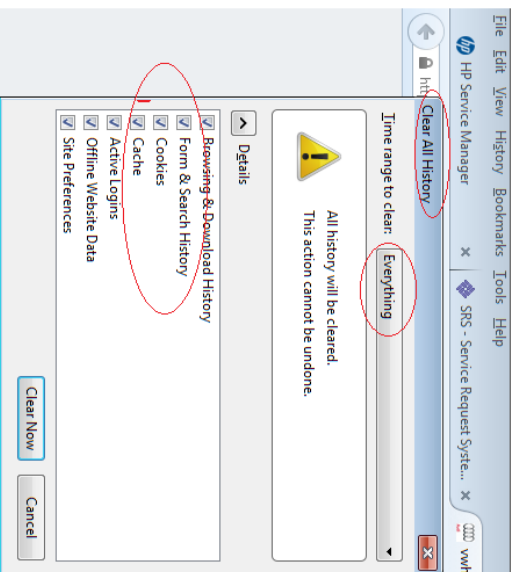 File Edit View History Bookmarks Tools Help
HP Service Manager SRS - Service Request Syste...
Clear All History
Time range to clear: Everything
All history will be cleared.
This action cannot be undone.
Details
Browsing & Download History
Form & Search History
Cookies
Cache
Active Logins
Offline Website Data
Site Preferences
Clear Now Cancel